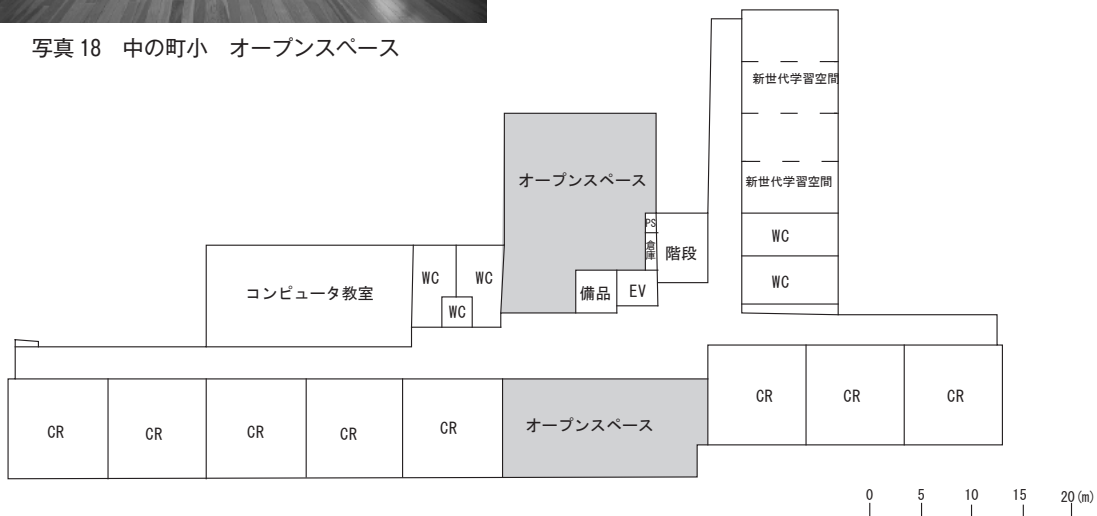 写真18 中の町小 オープンスペース
新世代学習空間
オープンスペース
新世代学習空間
PS
倉庫
階段
WC
WC
コンピュータ教室
WC
WC
WC
備品
EV
CR
CR
CR
CR
CR
オープンスペース
CR
CR
CR
0 5 10 15 20(m)